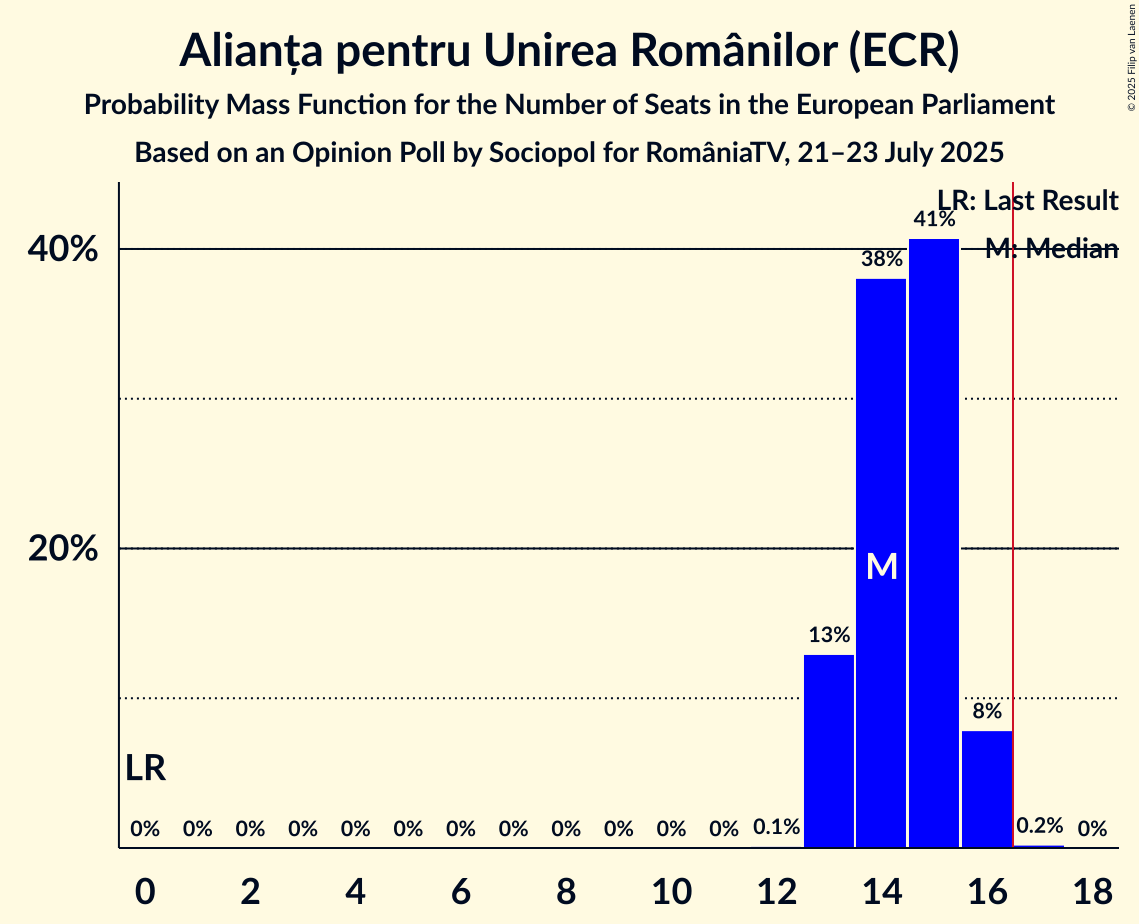 Alianța pentru Unirea Românilor (ECR)
Probability Mass Function for the Number of Seats in the European Parliament
Based on an Opinion Poll by Sociopol for RomâniaTV, 21–23 July 2025
© 2025 Filip van Laenen
LR: Last Result
M: Median
40%
20%
41%
38%
M
13%
8%
LR
0% 0% 0% 0% 0% 0% 0% 0% 0% 0% 0% 0% 0.1% 0.2% 0%
0 2 4 6 8 10 12 14 16 18